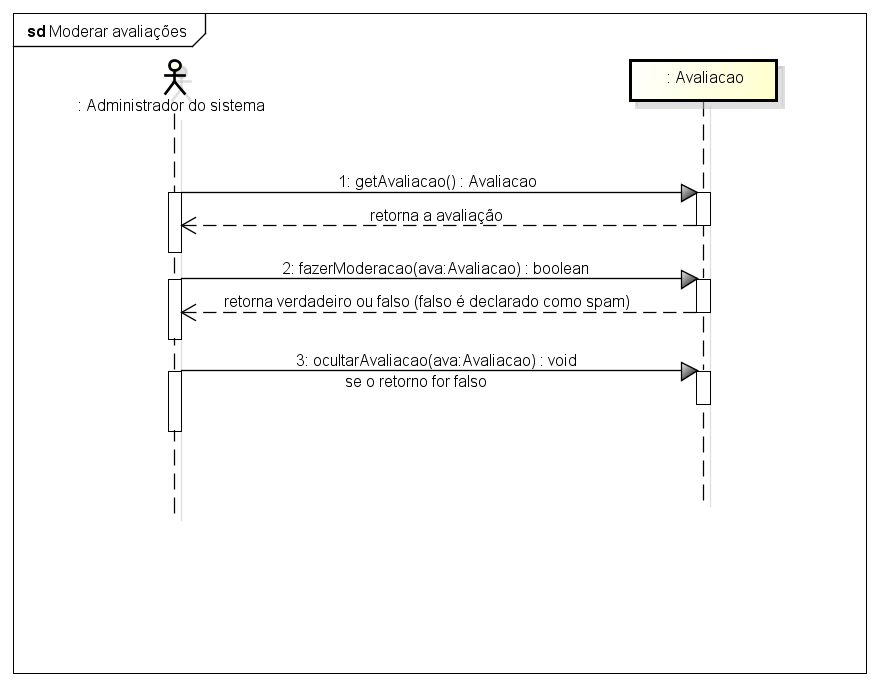 sd Moderar avaliações
: Avaliacao
: Administrador do sistema
1: getAvaliacao() : Avaliacao
retorna a avaliação
2: fazerModeracao(ava:Avaliacao) : boolean
retorna verdadeiro ou falso (falso é declarado como spam)
3: ocultarAvaliacao(ava:Avaliacao) : void
se o retorno for falso